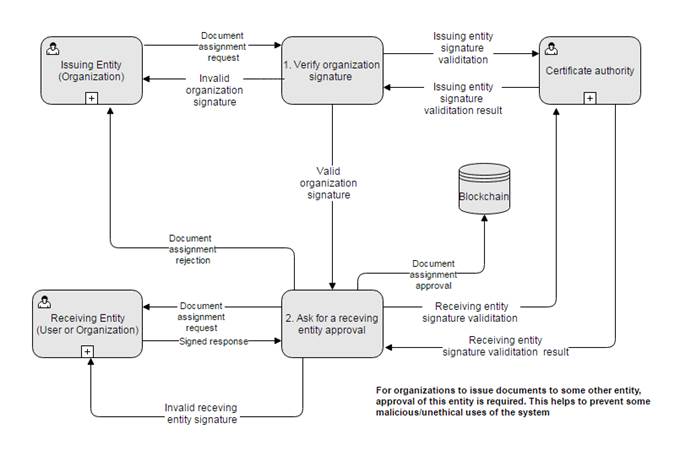 Document
assignment
request
Issuing Entity
(Organization)
Invalid
organization
signature
1. Verify organization
signature
Issuing entity
signature
validitation
Issuing entity
signature
validitation result
Certificate authority
Valid
organization
signature
Blockchain
Document
assignment
rejection
Document
assignment
approval
Receiving Entity
(User or Organization)
Document
assignment
request
Signed response
2. Ask for a receving
entity approval
Receiving entity
signature validitation
Receiving entity
signature validitation result
Invalid receving
entity signature
For organizations to issue documents to some other entity,
approval of this entity is required. This helps to prevent some
malicious/unethical uses of the system